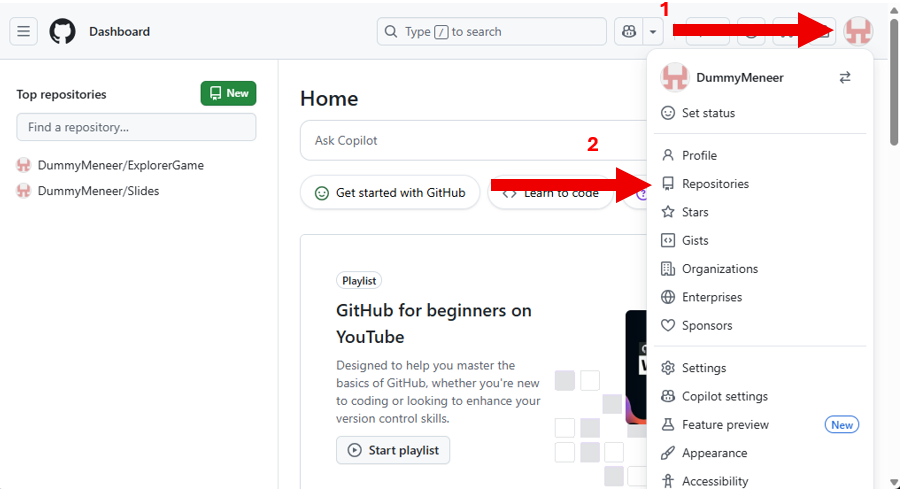 1
Dashboard
Type / to search
Top repositories
New
Find a repository...
DummyMeneer/ExplorerGame
DummyMeneer/Slides
Home
Ask Copilot
2
Get started with GitHub
Learn to code
Playlist
GitHub for beginners on
YouTube
Designed to help you master the
basics of GitHub, whether you're new
to coding or looking to enhance your
version control skills.
Start playlist
DummyMeneer
Set status
Profile
Repositories
Stars
Gists
Organizations
Enterprises
Sponsors
Settings
Copilot settings
Feature preview
New
Appearance
Accessibility